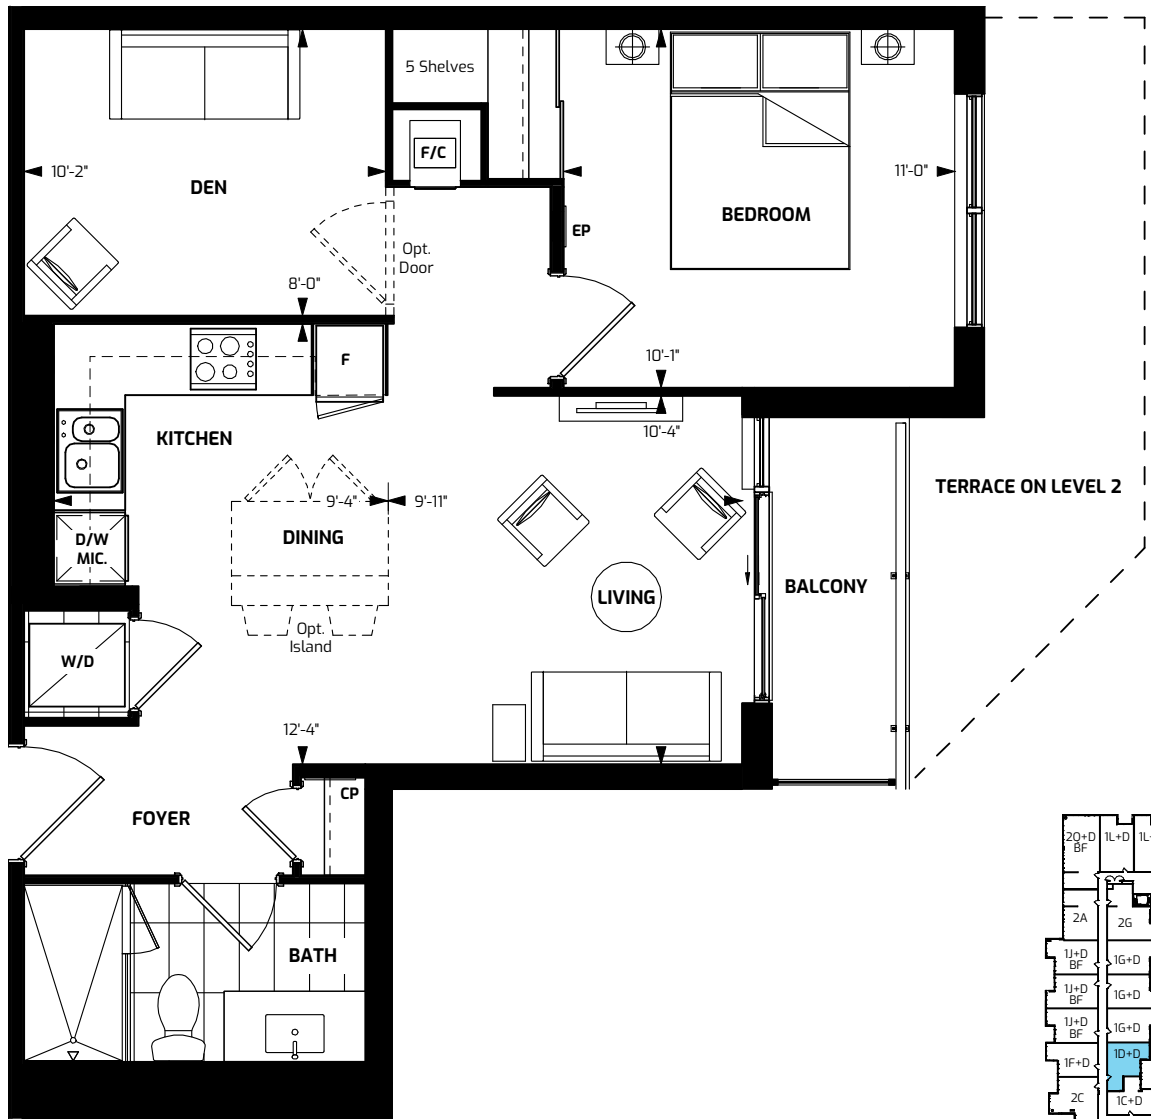 5 Shelves
F/C
10'-2"
DEN
11'-0"
BEDROOM
EP
Opt.
Door
8'-0"
F
10'-1"
10'-4"
KITCHEN
9'-4"
9'-11"
TERRACE ON LEVEL 2
D/W
MIC.
DINING
BALCONY
LIVING
Opt.
Island
W/D
12'-4"
CP
FOYER
BATH
2Q+D
BF
1L+D
1L
2A
2G
1J+D
BF
1G+D
1J+D
BF
1G+D
1J+D
BF
1G+D
1F+D
1D+D
2C
1C+D